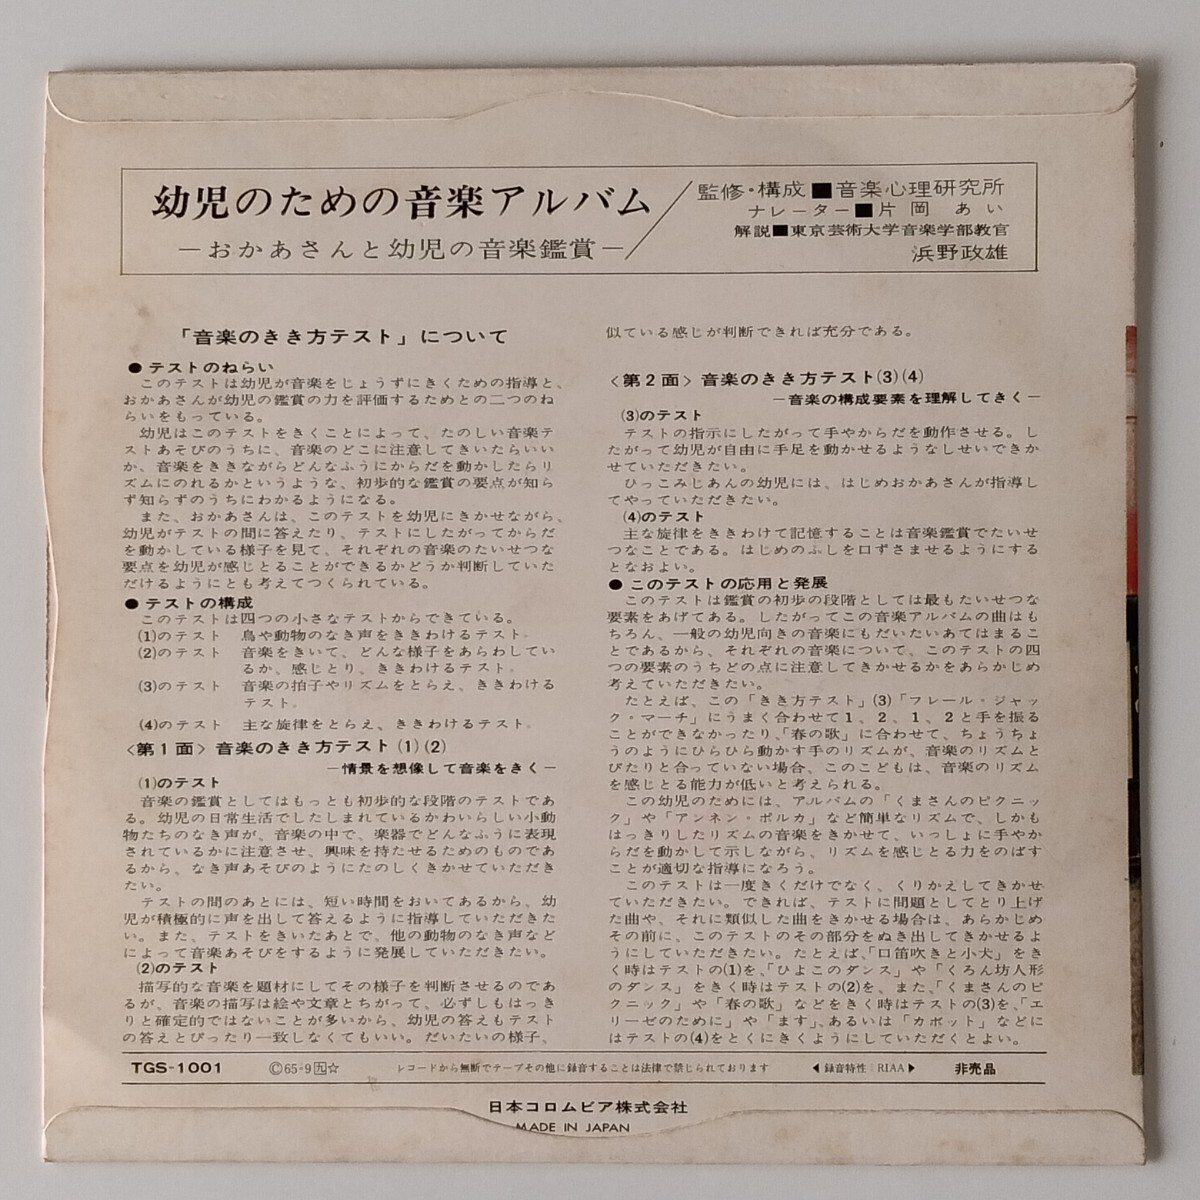 幼児のための音楽アルバム
―おかあさんと幼児の音楽鑑賞―
監修・構成■音楽心理研究所
ナレーター■片岡 あい
解説■東京芸術大学音楽学部教官
浜野政雄
「音楽のきき方テスト」について
● テストのねらい
このテストは幼児が音楽をじょうずにきくための指導と、
おかあさんが幼児の鑑賞の力を評価するためとの二つのね
らいをもっている。
幼児はこのテストをきくことによって、たのしい音楽テ
ストあそびのうちに、音楽のどこに注意してきいたらいい
か、音楽をききながらどんなふうにからだを動かしたらリ
ズムにのれるかというような、初歩的な鑑賞の要点が知ら
ず知らずのうちにわかるようになる。
また、おかあさんは、このテストを幼児にきかせながら、
幼児がテストの間に答えたり、テストにしたがってからだ
を動かしている様子を見て、それぞれの音楽のたいせつな
要点を幼児が感じとることができるかどうか判断していた
だけるようにとも考えてつくられている。
● テストの構成
このテストは四つの小さなテストからできている。
(1)のテスト 鳥や動物のなき声をききわけるテスト。
(2)のテスト 音楽をきいて、どんな様子をあらわしてい
るか、感じとり、ききわけるテスト。
(3)のテスト 音楽の拍子やリズムをとらえ、ききわける
テスト。
(4)のテスト 主な旋律をとらえ、ききわけるテスト。
〈第1面〉音楽のきき方テスト(1)(2)
―情景を想像して音楽をきく―
(1)のテスト
音楽の鑑賞としてはもっとも初歩的な段階のテストであ
る。幼児の日常生活でしたしまれているかわいらしい小動
物たちのなき声が、音楽の中で、楽器でどんなふうに表現
されているかに注意させ、興味を持たせるためのものであ
るから、なき声あそびのようにたのしくきかせていただき
たい。
テストの間のあとには、短い時間をおいてあるから、幼
児が積極的に声を出して答えるように指導していただきた
い。また、テストをきいたあとで、他の動物のなき声など
によって音楽あそびをするように発展していただきたい。
(2)のテスト
描写的な音楽を題材にしてその様子を判断させるのであ
るが、音楽の描写は絵や文章とちがって、必ずしもはっき
りと確定的ではないことが多いから、幼児の答えもテスト
の答えとぴったり一致しなくてもいい。だいたいの様子、
似ている感じが判断できれば充分である。
〈第2面〉音楽のきき方テスト(3)(4)
―音楽の構成要素を理解してきく―
(3)のテスト
テストの指示にしたがって手やからだを動作させる。し
たがって幼児が自由に手足を動かせるようなしせいできか
せていただきたい。
ひっこみじあんの幼児には、はじめおかあさんが指導し
てやっていただきたい。
(4)のテスト
主な旋律をききわけて記憶することは音楽鑑賞でたいせ
つなことである。はじめのふしを口ずさませるようにする
となおよい。
● このテストの応用と発展
このテストは鑑賞の初歩の段階としては最もたいせつな
要素をあげてある。したがってこの音楽アルバムの曲はも
ちろん、一般の幼児向きの音楽にもだいたいあてはまるこ
とであるから、それぞれの音楽について、このテストの四
つの要素のうちどの点に注意してきかせるかをあらかじめ
考えていただきたい。
たとえば、この「きき方テスト」(3)「フレール・ジャッ
ク・マーチ」にうまく合わせて1、2、1、2と手を振る
ことができなかったり、「春の歌」に合わせて、ちょうちょ
うのようにひらひら動かす手のリズムが、音楽のリズムと
ぴたりと合っていない場合、このこどもは、音楽のリズム
を感じとる能力が低いと考えられる。
この幼児のためには、アルバムの「くまさんのピクニッ
ク」や「アンネン・ポルカ」など簡単なリズムで、しかも
はっきりしたリズムの音楽をきかせて、いっしょに手やか
らだを動かして示しながら、リズムを感じとる力をのばす
ことが適切な指導になろう。
このテストは一度きくだけでなく、くりかえしてきかせ
ていただきたい。できれば、テストに問題としてとり上げ
た曲や、それに類似した曲をきかせる場合は、あらかじめ
その前に、このテストのその部分をぬき出してきかせるよ
うにしていただきたい。たとえば、「口笛吹きと小犬」をき
く時はテストの(1)を、「ひよこのダンス」や「くろん坊人形
のダンス」をきく時はテストの(2)を、また、「くまさんのピ
クニック」や「春の歌」などをきく時はテストの(3)を、「エ
リーゼのために」や「ます」、あるいは「ガボット」などに
はテストの(4)をとくにきくようにしていただくとよい。
TGS-1001 Ⓒ65・9 九☆ レコードから無断でテープその他に録音することは法律で禁じられております ◀録音特性:RIAA▶ 非売品
日本コロムビア株式会社
MADE IN JAPAN